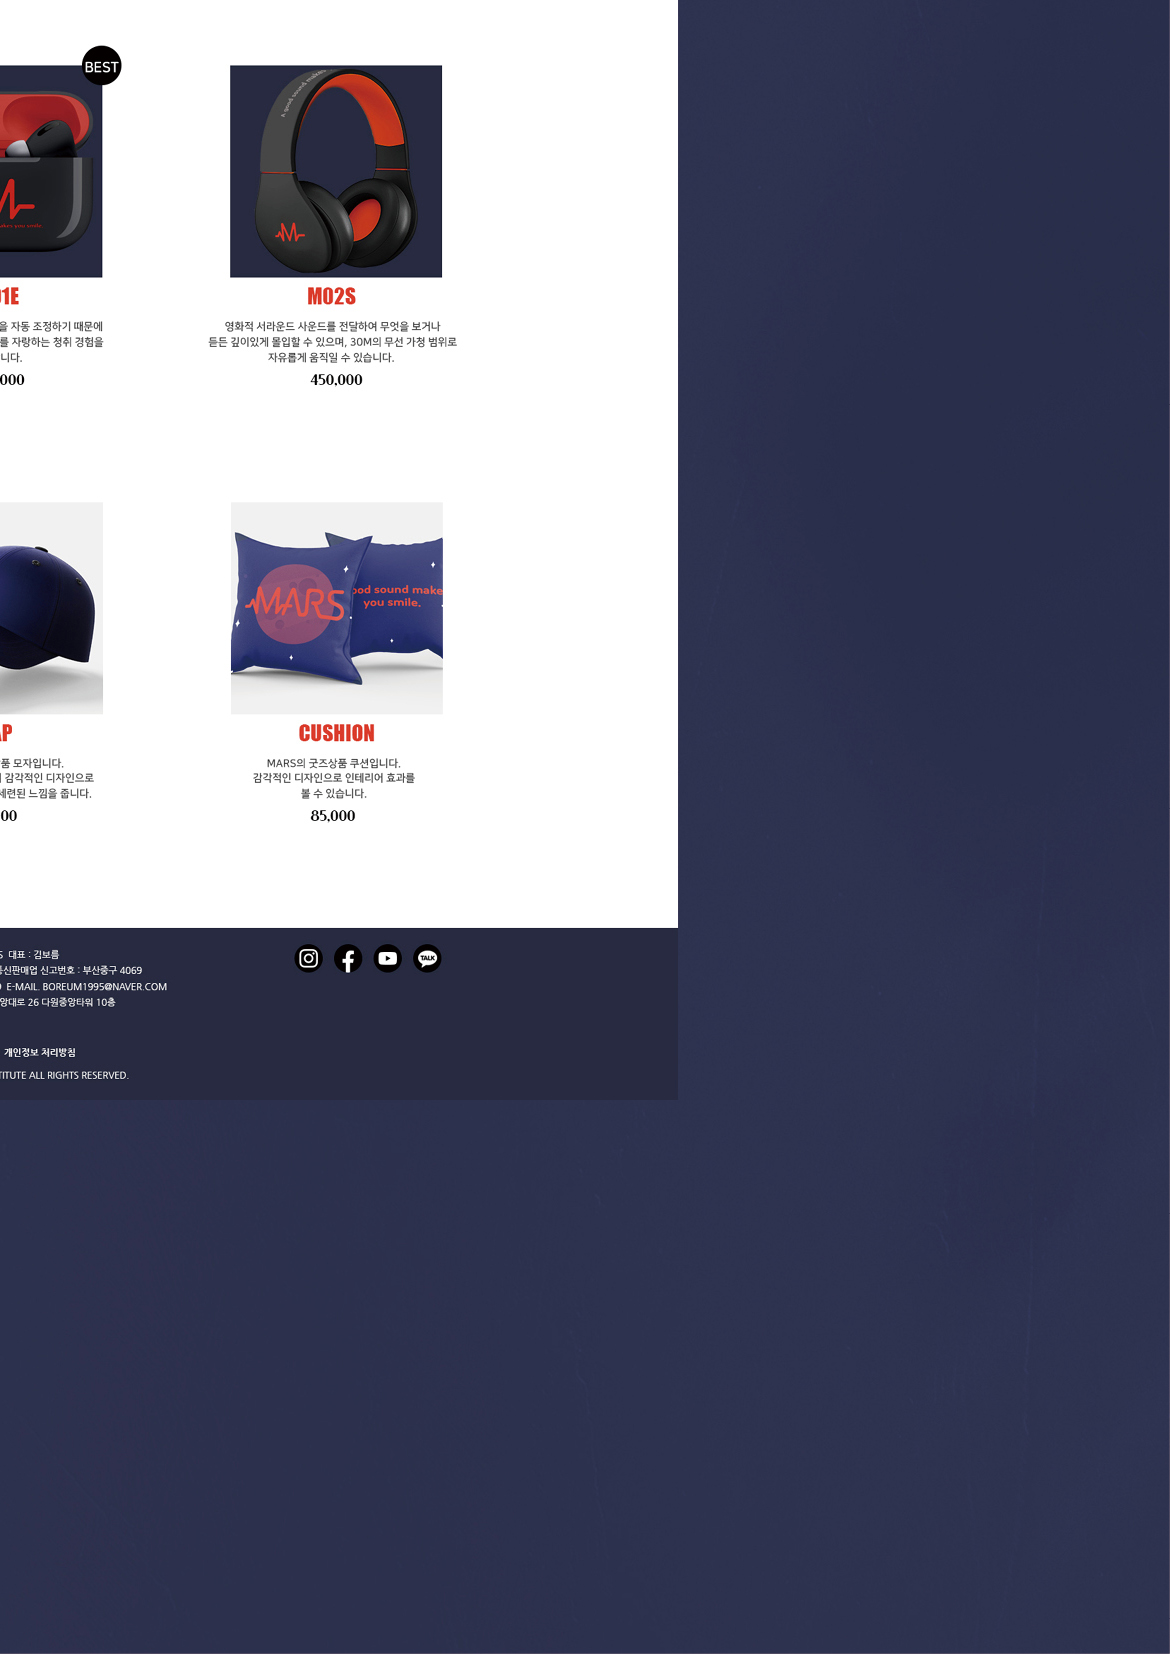 BEST
A good sound makes
M
make you smile.
M
01E
M02S
을 자동 조정하기 때문에
를 자랑하는 청취 경험을
니다.
000
영화적 서라운드 사운드를 전달하여 무엇을 보거나
듣든 깊이있게 몰입할 수 있으며, 30M의 무선 가청 범위로
자유롭게 움직일 수 있습니다.
450,000
MARS
ood sound make
you smile.
AP
CUSHION
품 모자입니다.
감각적인 디자인으로
세련된 느낌을 줍니다.
00
MARS의 굿즈상품 쿠션입니다.
감각적인 디자인으로 인테리어 효과를
볼 수 있습니다.
85,000
S 대표 : 김보름
통신판매업 신고번호 : 부산중구 4069
E-MAIL. BOREUM1995@NAVER.COM
앙대로 26 다원중앙타워 10층
TALK
개인정보 처리방침
TITUTE ALL RIGHTS RESERVED.